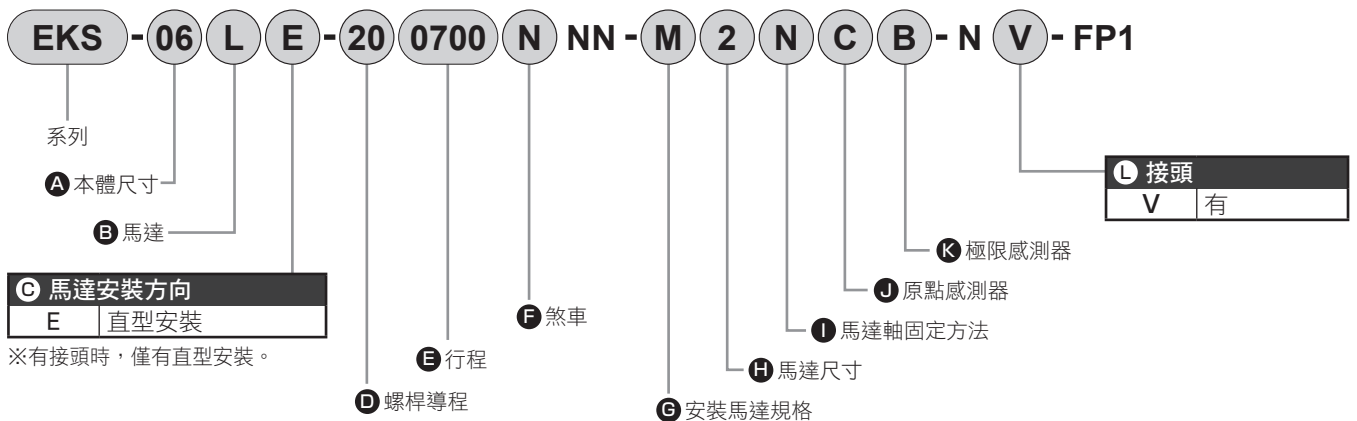 EKS - 06 L E - 20 0700 N NN - M 2 N C B - N V - FP1
系列
A 本體尺寸
B 馬達
C 馬達安裝方向
E 直型安裝
※有接頭時，僅有直型安裝。
D 螺桿導程
E 行程
F 煞車
G 安裝馬達規格
H 馬達尺寸
I 馬達軸固定方法
J 原點感測器
K 極限感測器
L 接頭
V 有